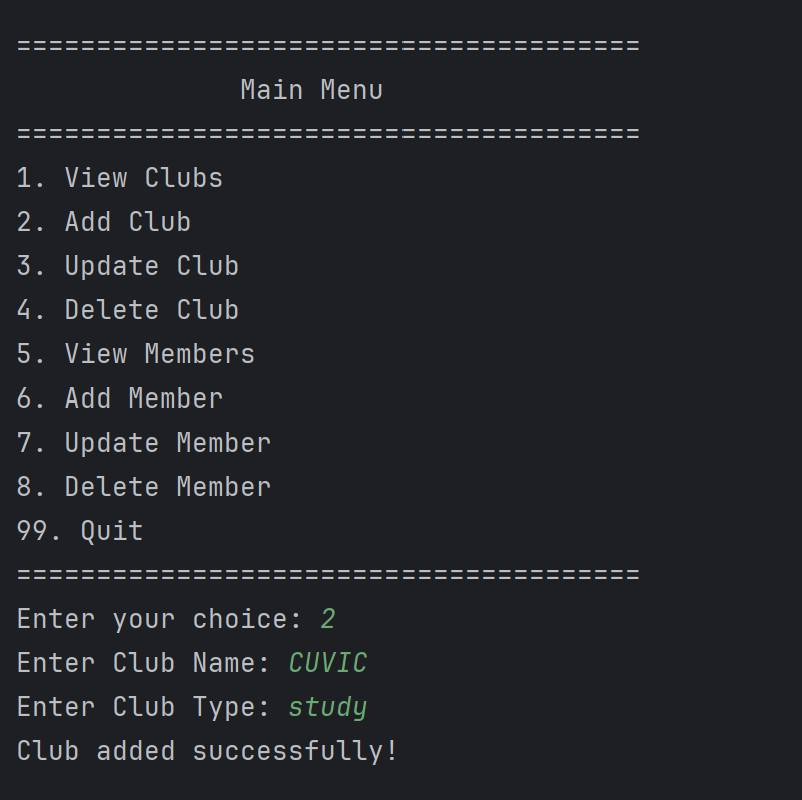 =======================================
Main Menu
=======================================
1. View Clubs
2. Add Club
3. Update Club
4. Delete Club
5. View Members
6. Add Member
7. Update Member
8. Delete Member
99. Quit
=======================================
Enter your choice: 2
Enter Club Name: CUVIC
Enter Club Type: study
Club added successfully!